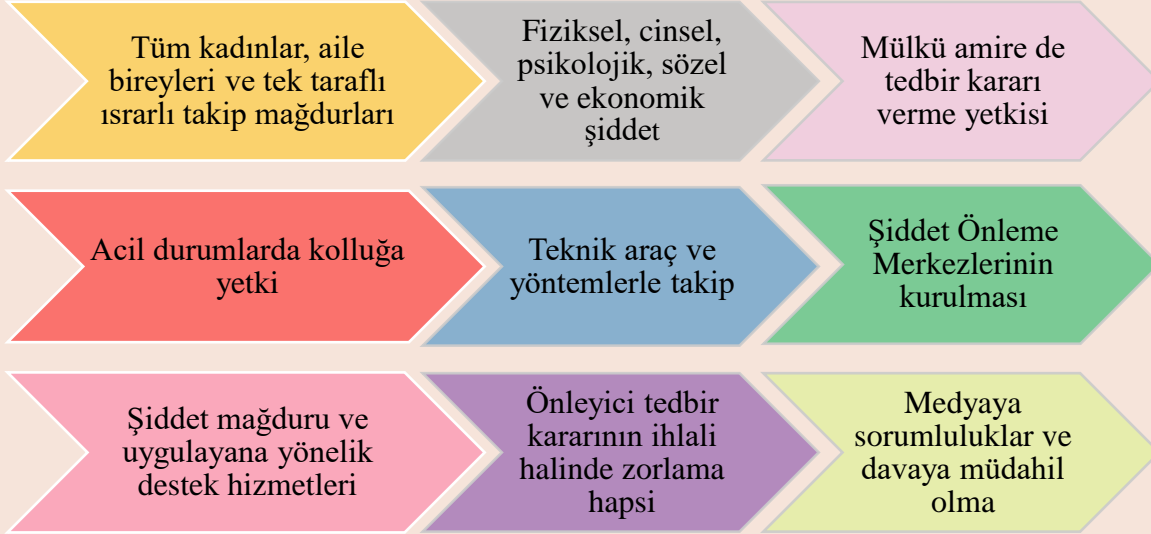 Tüm kadınlar, aile
bireyleri ve tek taraflı
ısrarlı takip mağdurları
Fiziksel, cinsel,
psikolojik, sözel
ve ekonomik
şiddet
Mülkü amire de
tedbir kararı
verme yetkisi
Acil durumlarda kolluğa
yetki
Teknik araç ve
yöntemlerle takip
Şiddet Önleme
Merkezlerinin
kurulması
Şiddet mağduru ve
uygulayana yönelik
destek hizmetleri
Önleyici tedbir
kararının ihlali
halinde zorlama
hapsi
Medyaya
sorumluluklar ve
davaya müdahil
olma